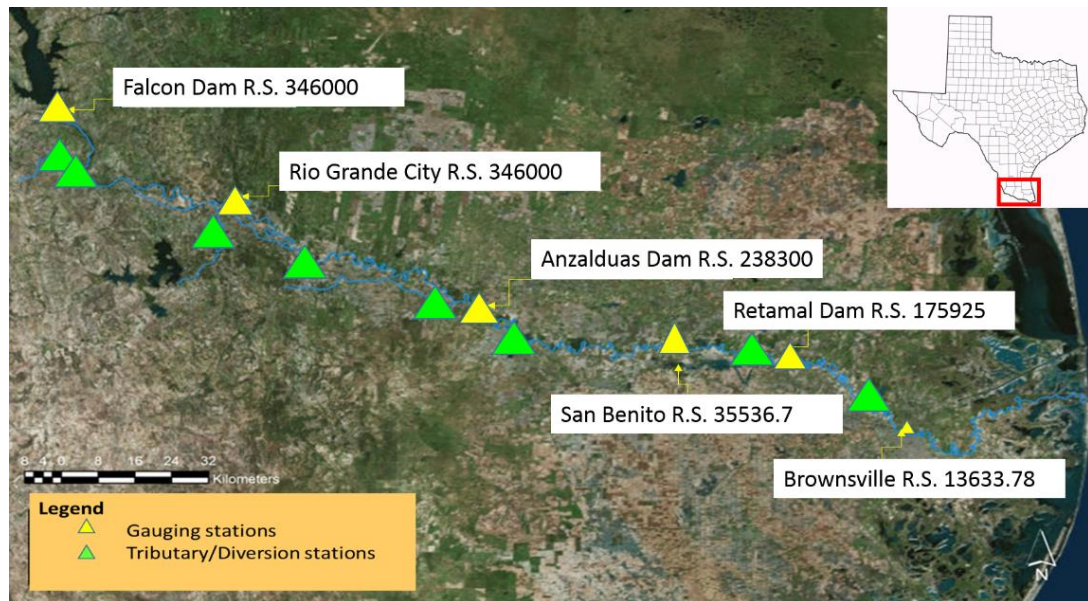 Falcon Dam R.S. 346000
Rio Grande City R.S. 346000
Anzalduas Dam R.S. 238300
Retamal Dam R.S. 175925
San Benito R.S. 35536.7
Brownsville R.S. 13633.78
8 4 0 8 16 24 32
Kilometers
Legend
Gauging stations
Tributary/Diversion stations
N